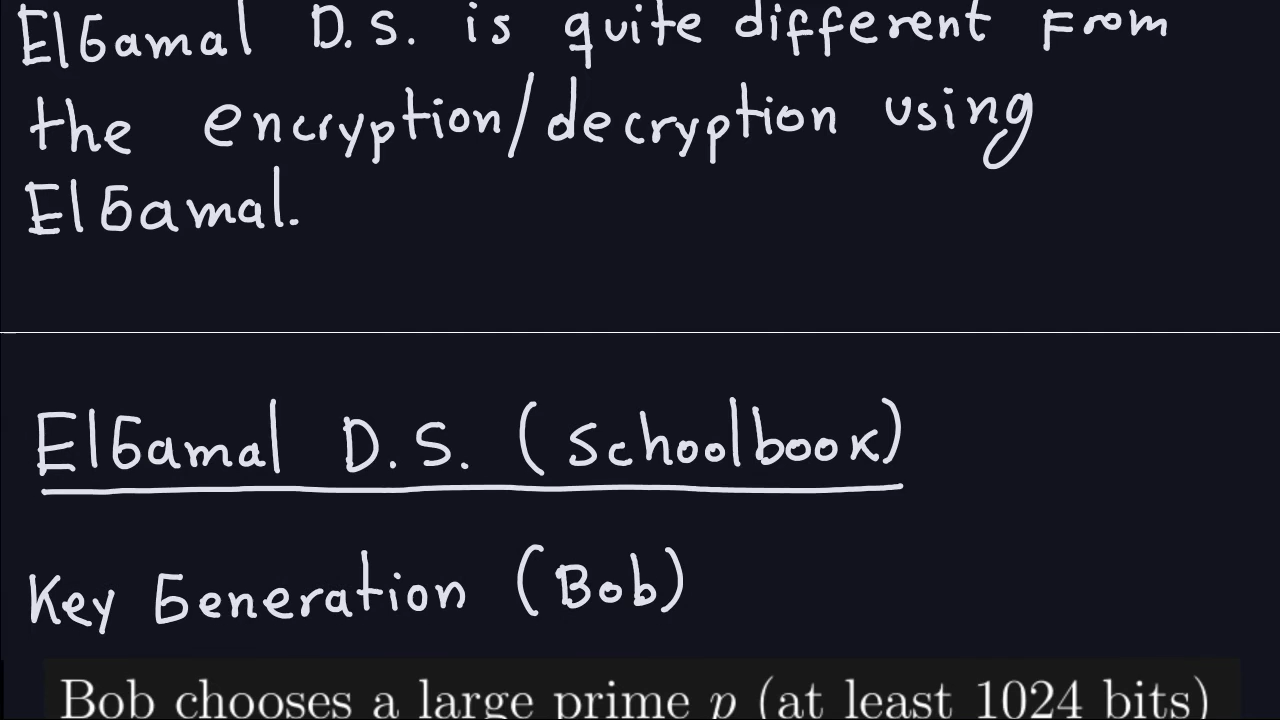 ElGamal D.S. is quite different From
the encryption/decryption using
ElGamal.
ElGamal D.S. (Schoolbook)
Key Generation (Bob)
Bob chooses a large prime p (at least 1024 bits)